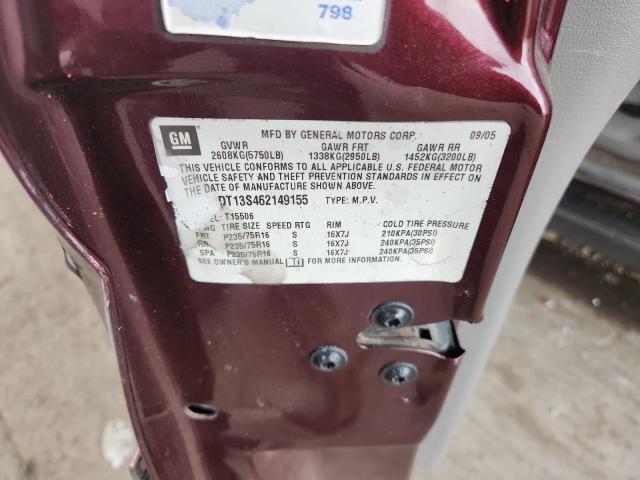 798
GM
MFD BY GENERAL MOTORS CORP. 09/05
GVWR GAWR FRT GAWR RR
2608KG(5750LB) 1338KG(2950LB) 1452KG(3200LB)
THIS VEHICLE CONFORMS TO ALL APPLICABLE U.S. FEDERAL MOTOR
VEHICLE SAFETY AND THEFT PREVENTION STANDARDS IN EFFECT ON
THE DATE OF MANUFACTURE SHOWN ABOVE.
DT13S462149155 TYPE: M.P.V.
EL: T15506
TIRE SIZE SPEED RTG RIM COLD TIRE PRESSURE
FRT P235/75R16 S 16X7J 210KPA(30PSI)
RR P235/75R16 S 16X7J 240KPA(35PSI)
SPA P235/75R16 S 16X7J 240KPA(35PSI)
SEE OWNER'S MANUAL FOR MORE INFORMATION.